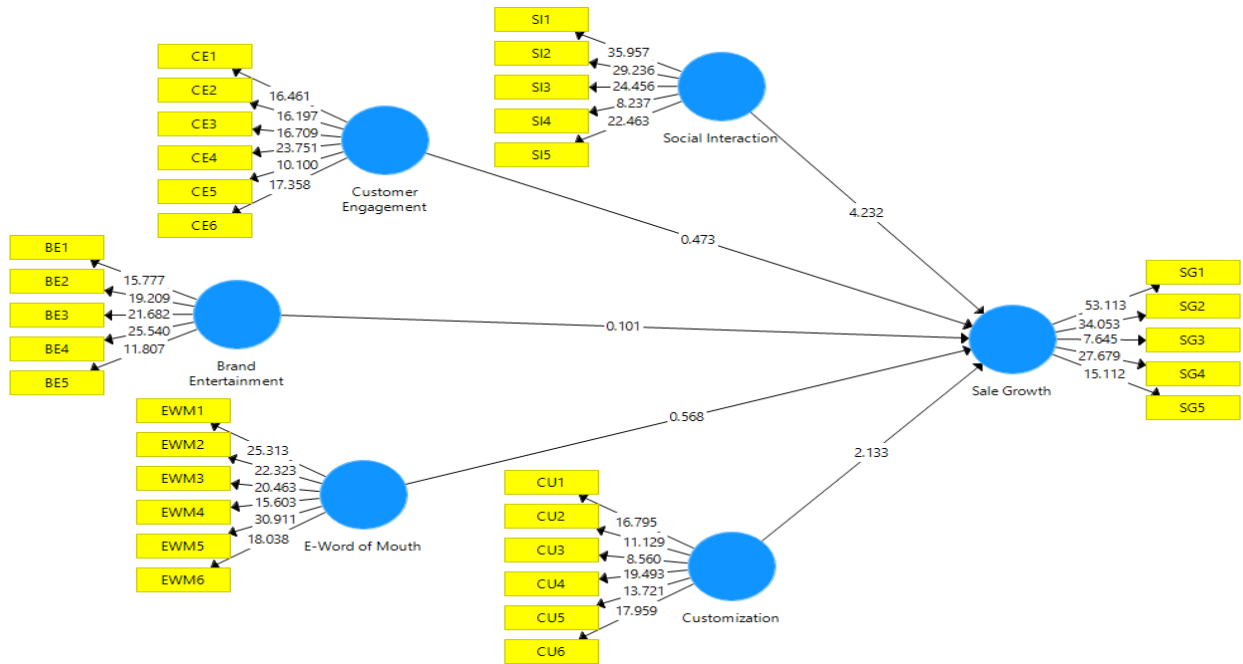 SI1
SI2
SI3
SI4
SI5
35.957
29.236
24.456
8.237
22.463
Social Interaction
CE1
CE2
CE3
CE4
CE5
CE6
16.461
16.197
16.709
23.751
10.100
17.358
Customer
Engagement
4.232
0.473
BE1
BE2
BE3
BE4
BE5
15.777
19.209
21.682
25.540
11.807
Brand
Entertainment
0.101
SG1
SG2
SG3
SG4
SG5
53.113
34.053
7.645
27.679
15.112
Sale Growth
EWM1
EWM2
EWM3
EWM4
EWM5
EWM6
25.313
22.323
20.463
15.603
30.911
18.038
E-Word of Mouth
0.568
2.133
CU1
CU2
CU3
CU4
CU5
CU6
16.795
11.129
8.560
19.493
13.721
17.959
Customization